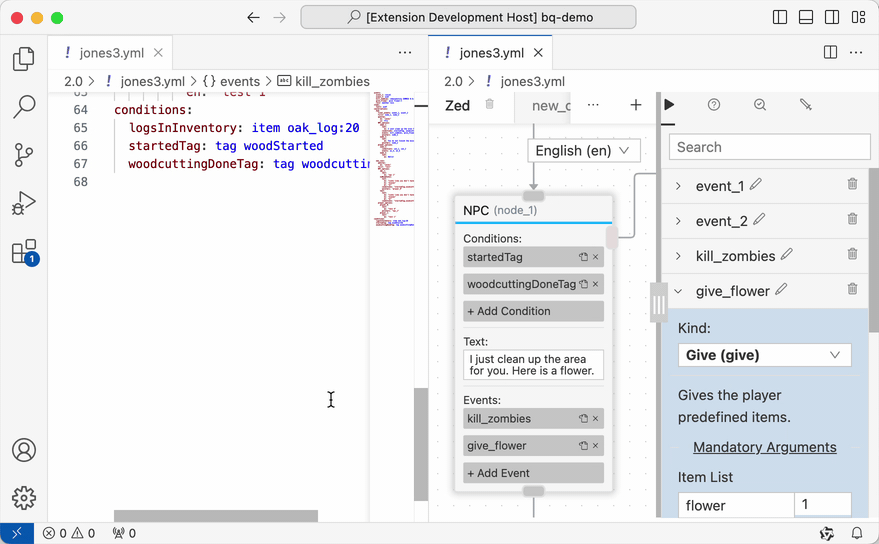 [Extension Development Host] bq-demo
! jones3.yml
2.0 > ! jones3.yml > {} events > abc kill_zombies
64 conditions:
65 logsInInventory: item oak_log:20
66 startedTag: tag woodStarted
67 woodcuttingDoneTag: tag woodcuttin
68
! jones3.yml
2.0 > ! jones3.yml
Zed
new_c
English (en)
NPC (node_1)
Conditions:
startedTag
woodcuttingDoneTag
+ Add Condition
Text:
I just clean up the area
for you. Here is a flower.
Events:
kill_zombies
give_flower
+ Add Event
Search
event_1
event_2
kill_zombies
give_flower
Kind:
Give (give)
Gives the player
predefined items.
Mandatory Arguments
Item List
flower 1
1
0 0 0